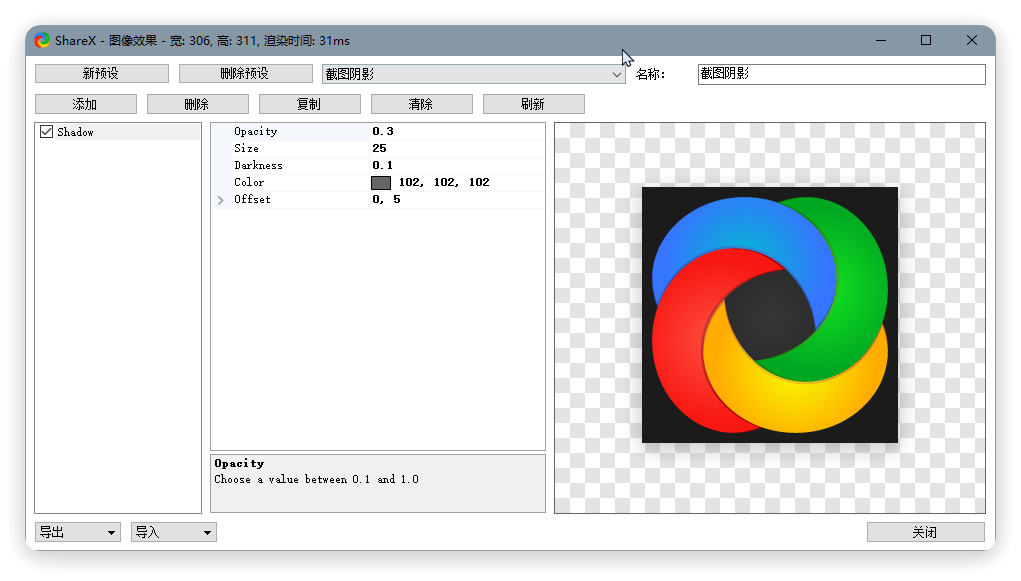 ShareX - 图像效果 - 宽: 306, 高: 311, 渲染时间: 31ms
新预设 删除预设 截图阴影 名称： 截图阴影
添加 删除 复制 清除 刷新
Shadow
Opacity 0.3
Size 25
Darkness 0.1
Color 102, 102, 102
Offset 0, 5
Opacity
Choose a value between 0.1 and 1.0
导出 导入 关闭